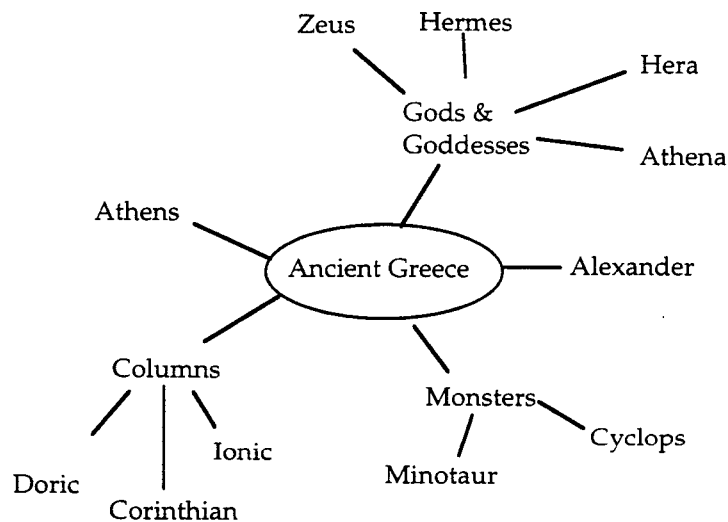 Zeus
Hermes
Hera
Gods &
Goddesses
Athena
Athens
Ancient Greece
Alexander
Columns
Monsters
Cyclops
Ionic
Minotaur
Doric
Corinthian